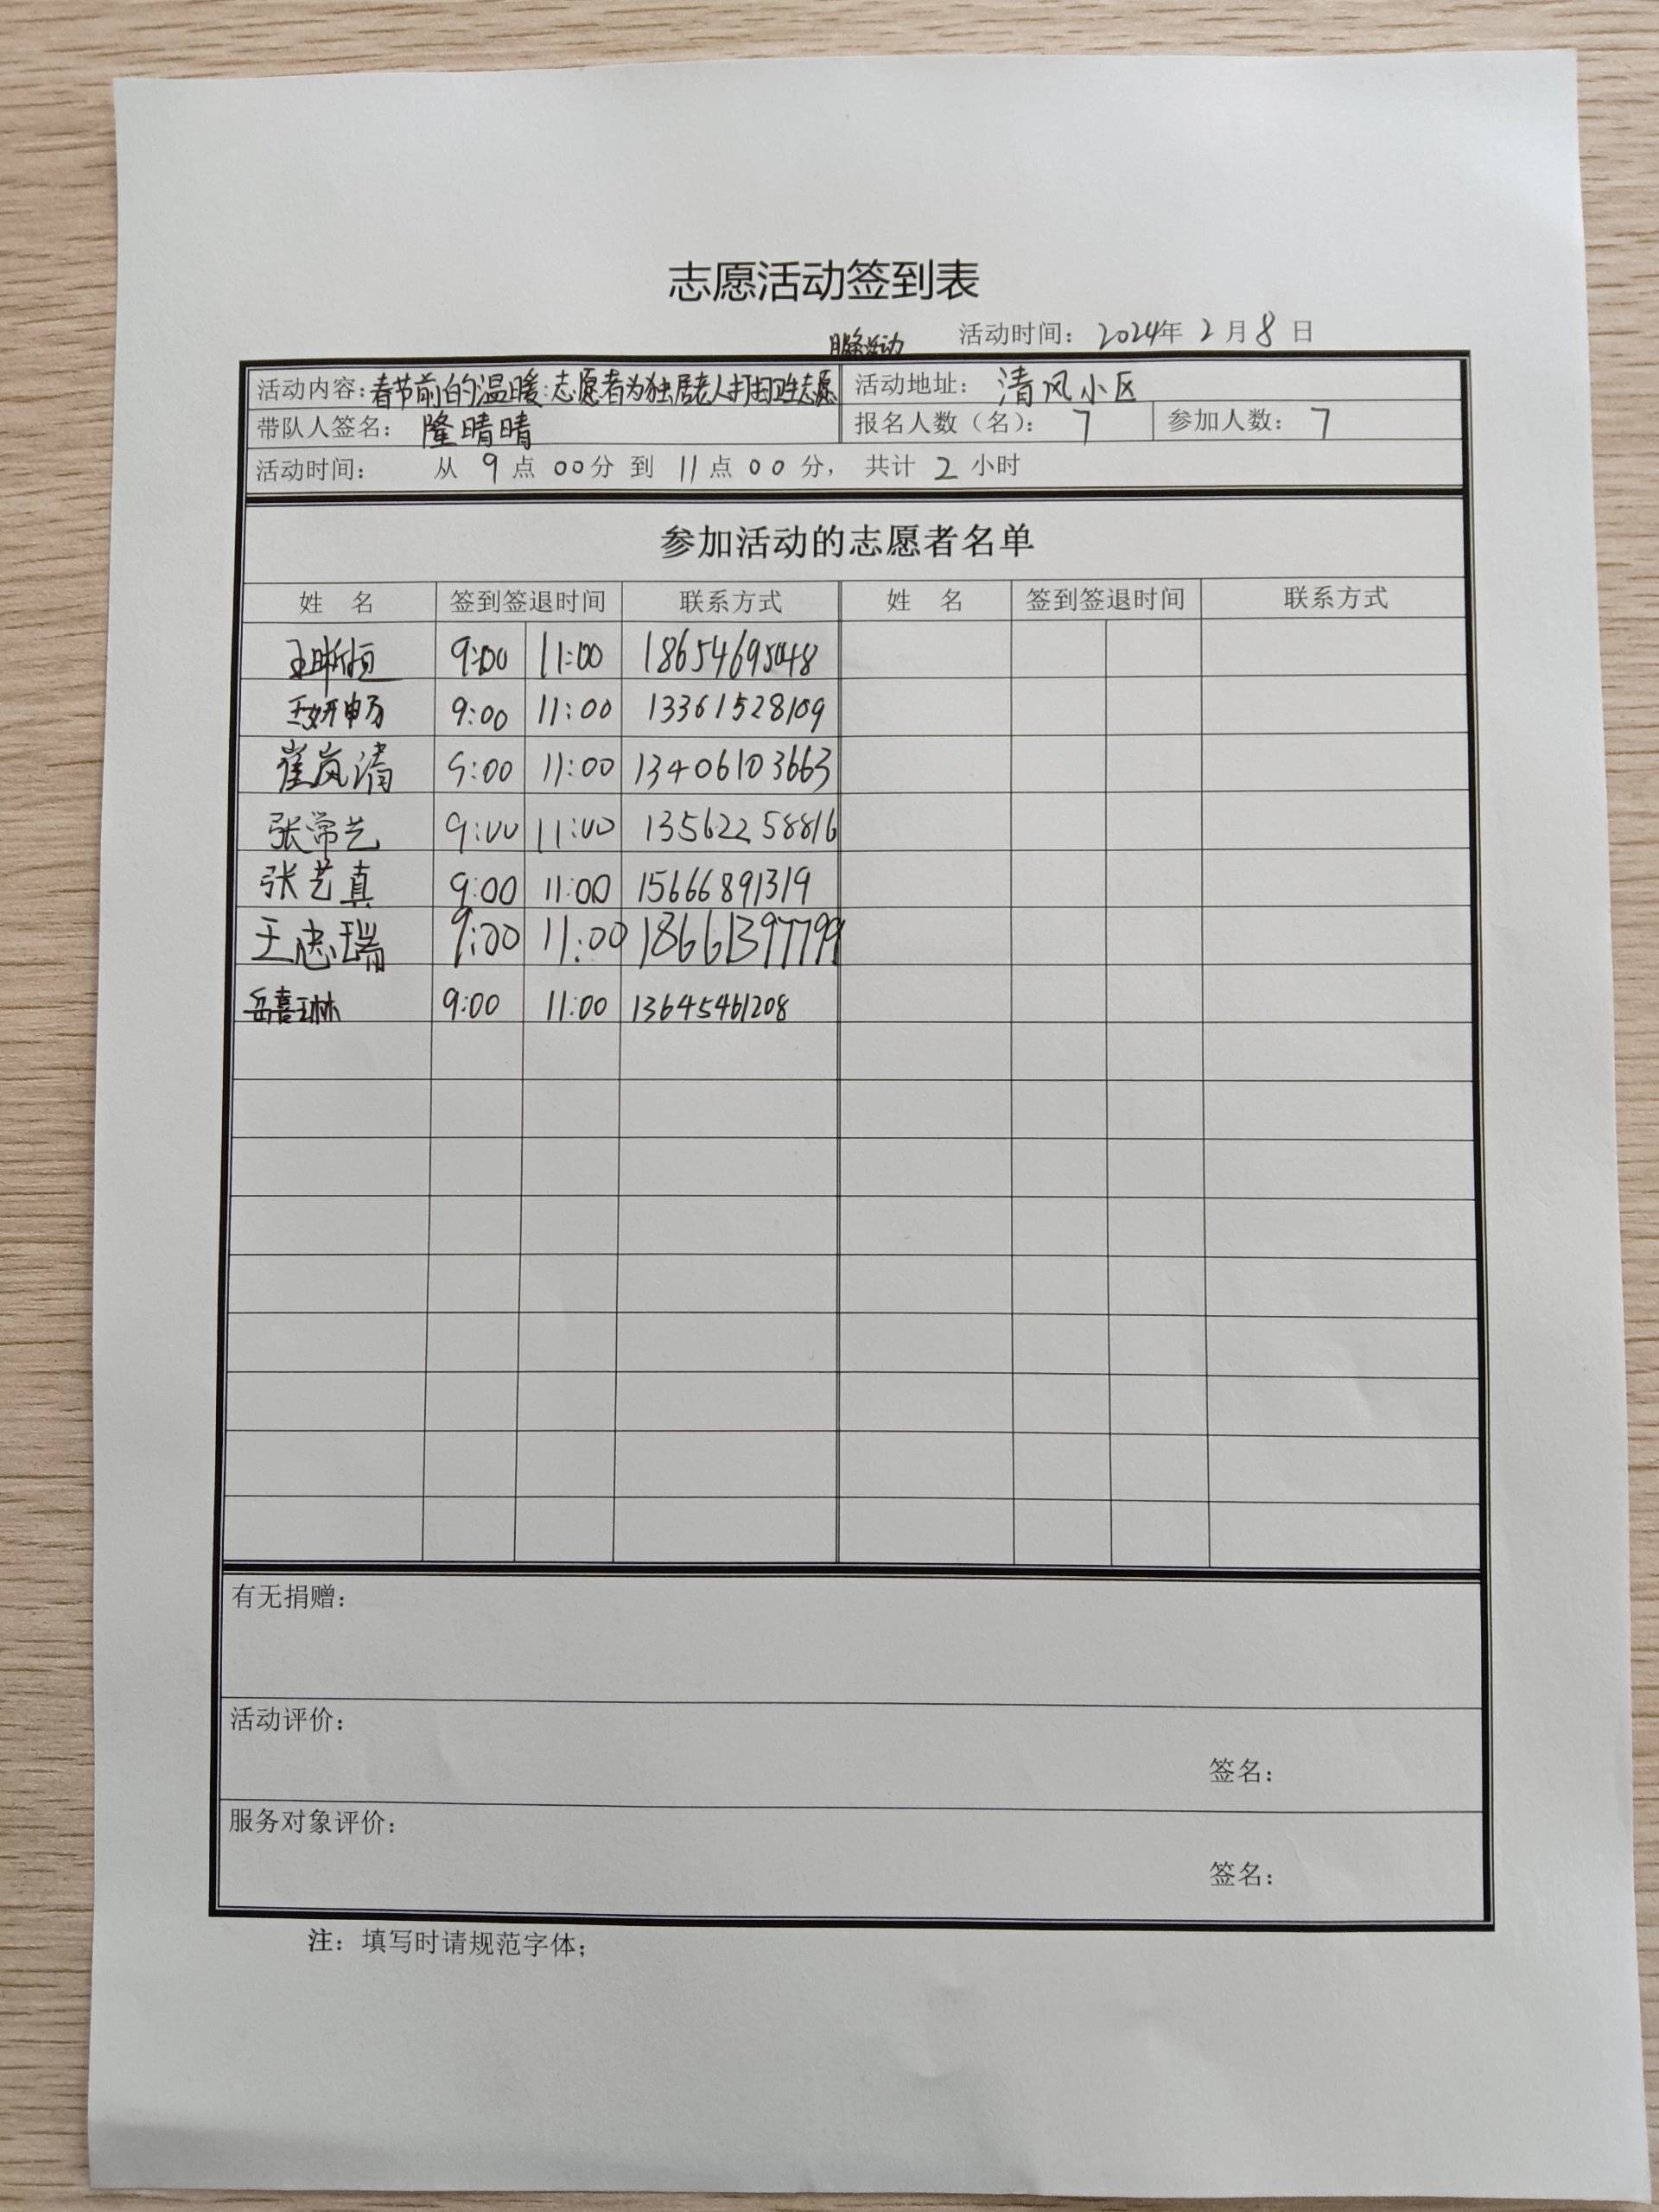 志愿活动签到表
活动时间：2024年 2 月 8 日
服务活动
活动内容：春节前的温暖：志愿者为独居老人打扫卫生志愿 活动地址： 清风小区
带队人签名： 隆晴晴 报名人数（名）： 7 参加人数： 7
活动时间： 从 9 点 00分 到 11 点 00 分， 共计 2 小时
参加活动的志愿者名单
姓 名 签到签退时间 联系方式 姓 名 签到签退时间 联系方式
9:00 11:00 18654695048
9:00 11:00 13361528109
崔岚清 9:00 11:00 13406103663
张常艺 9:00 11:00 13562258816
张艺真 9:00 11:00 15666891319
王忠瑞 9:00 11:00 18661397799
岳喜琳 9:00 11:00 13645461208
有无捐赠：
活动评价：
签名：
服务对象评价：
签名：
注：填写时请规范字体；